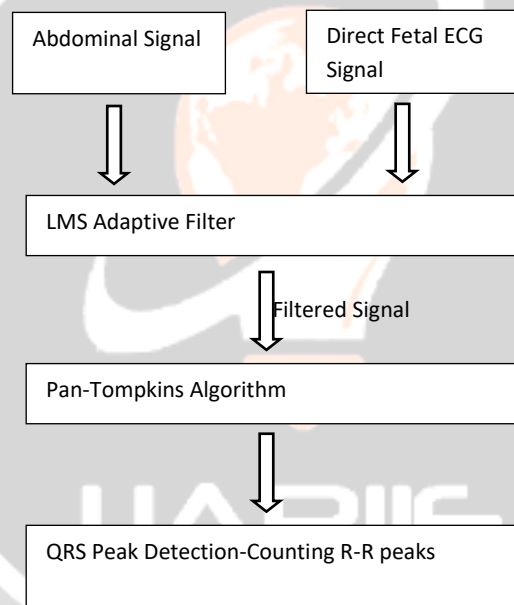 Abdominal Signal
Direct Fetal ECG
Signal
LMS Adaptive Filter
Filtered Signal
Pan-Tompkins Algorithm
QRS Peak Detection-Counting R-R peaks